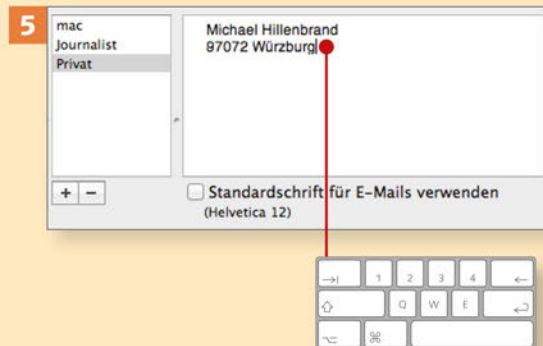 5
mac
Journalist
Privat
Michael Hillenbrand
97072 Würzburg
+ −
Standardschrift für E-Mails verwenden
(Helvetica 12)
1 2 3 4
Q W E